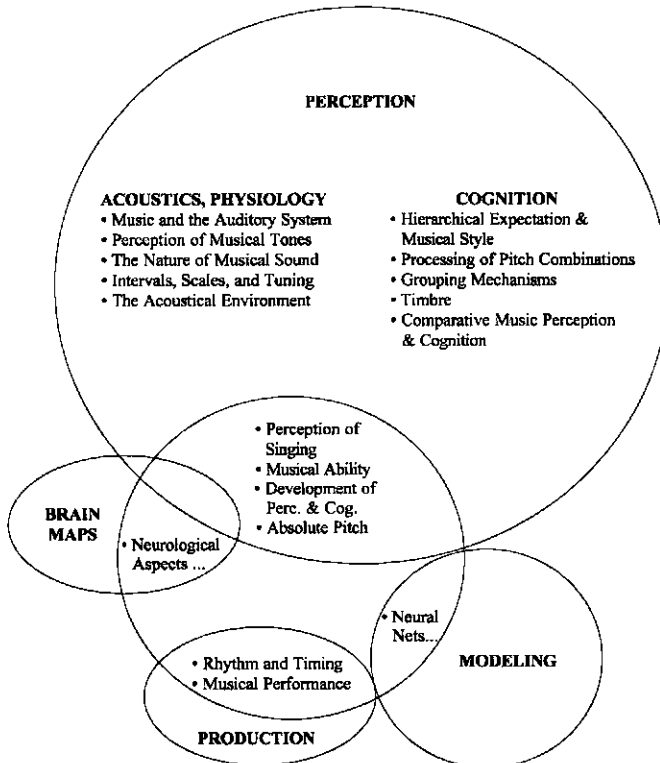 PERCEPTION
ACOUSTICS, PHYSIOLOGY
• Music and the Auditory System
• Perception of Musical Tones
• The Nature of Musical Sound
• Intervals, Scales, and Tuning
• The Acoustical Environment
COGNITION
• Hierarchical Expectation &
Musical Style
• Processing of Pitch Combinations
• Grouping Mechanisms
• Timbre
• Comparative Music Perception
& Cognition
• Perception of
Singing
• Musical Ability
• Development of
Perc. & Cog.
• Absolute Pitch
BRAIN
MAPS
• Neurological
Aspects ...
• Neural
Nets...
MODELING
• Rhythm and Timing
• Musical Performance
PRODUCTION